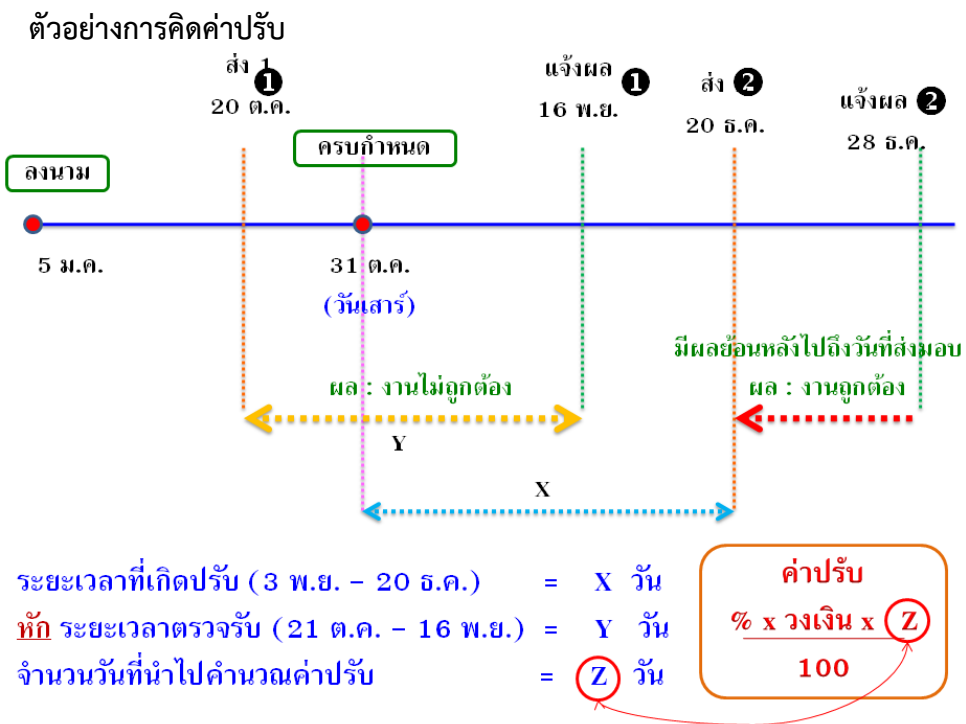 ตัวอย่างการคิดค่าปรับ
ส่ง 1 ❶
20 ต.ค.
แจ้งผล ❶
16 พ.ย.
ส่ง ❷
20 ธ.ค.
แจ้งผล ❷
28 ธ.ค.
ครบกำหนด
ลงนาม
5 ม.ค.
31 ต.ค.
(วันเสาร์)
มีผลย้อนหลังไปถึงวันที่ส่งมอบ
ผล : งานไม่ถูกต้อง
ผล : งานถูกต้อง
Y
X
ระยะเวลาที่เกิดปรับ (3 พ.ย. – 20 ธ.ค.) = X วัน
หัก ระยะเวลาตรวจรับ (21 ต.ค. – 16 พ.ย.) = Y วัน
จำนวนวันที่นำไปคำนวณค่าปรับ = Z วัน
ค่าปรับ
% x วงเงิน x Z
100